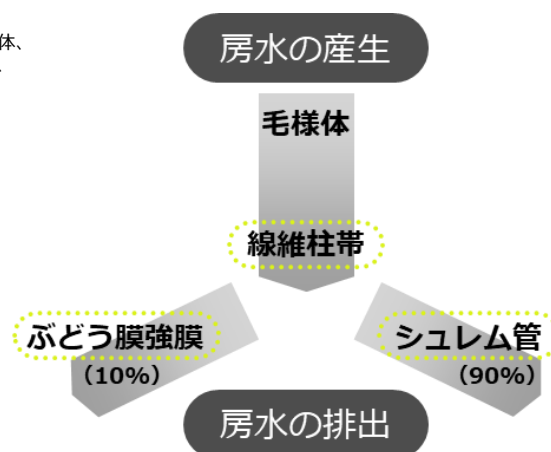 体、
房水の産生
毛様体
線維柱帯
ぶどう膜強膜
（10%）
シュレム管
（90%）
房水の排出